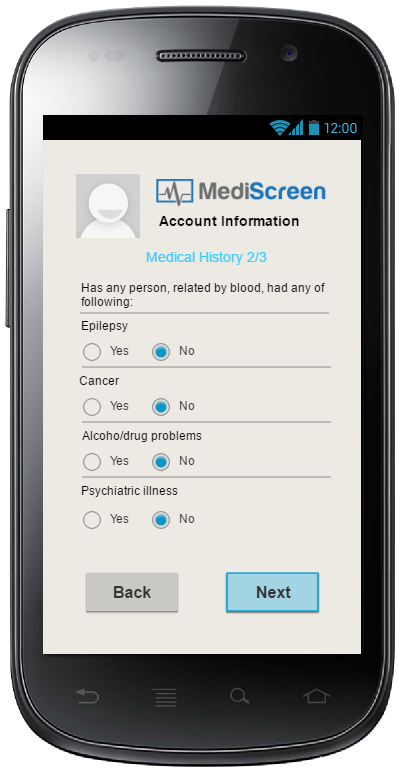 12:00
MediScreen
Account Information
Medical History 2/3
Has any person, related by blood, had any of
following:
Epilepsy
Yes No
Cancer
Yes No
Alcoho/drug problems
Yes No
Psychiatric illness
Yes No
Back Next